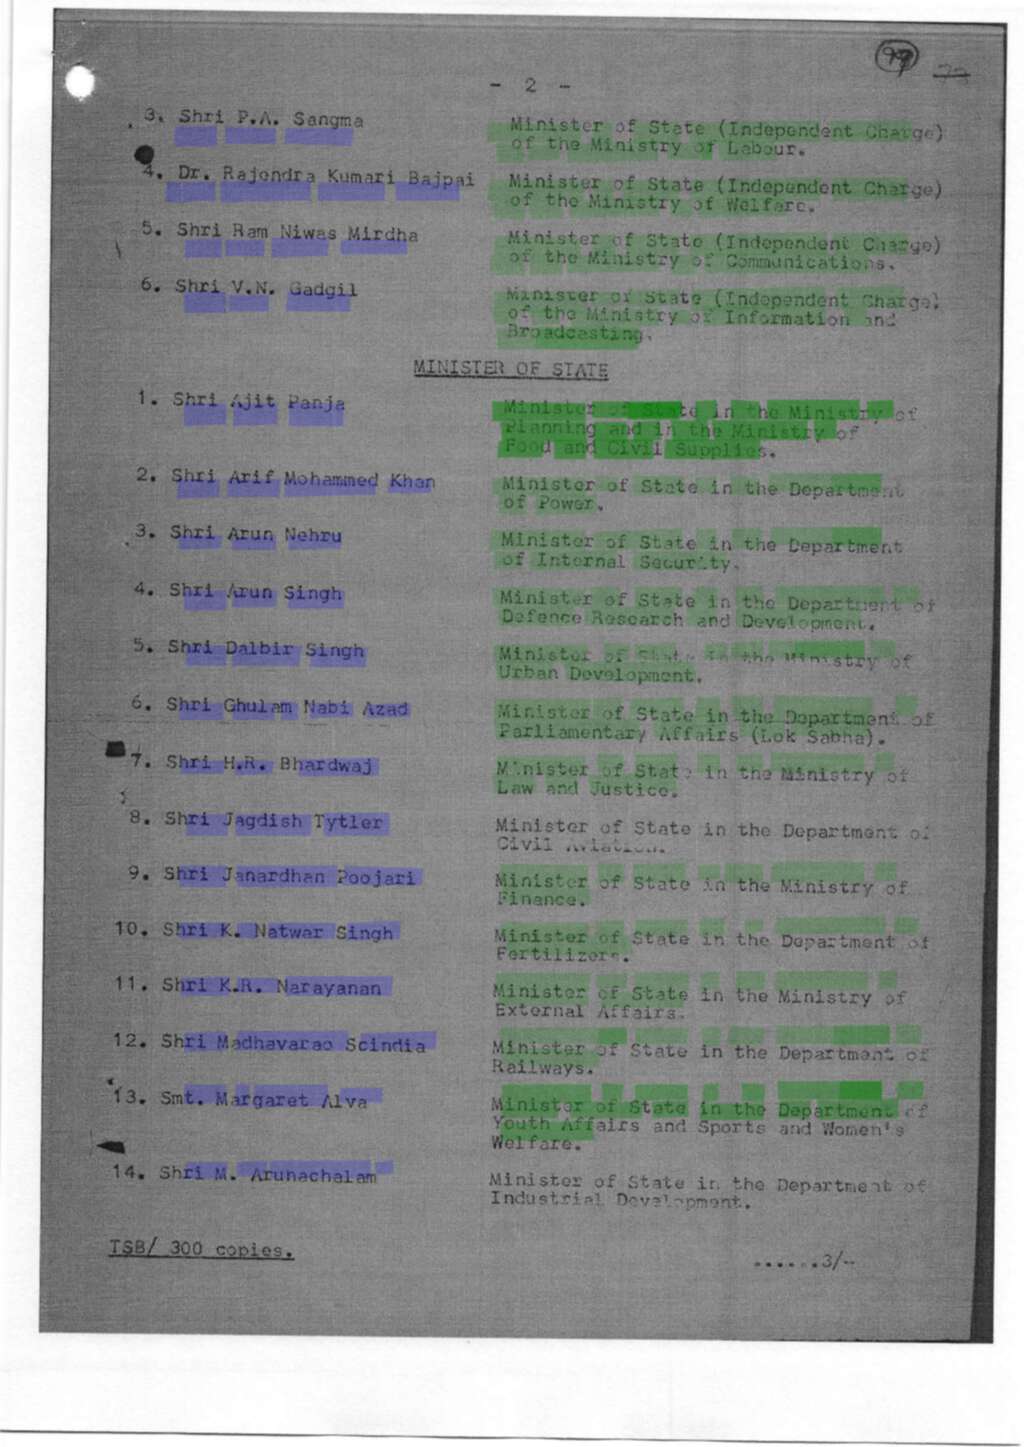 99 33
- 2 -
3. Shri P.A. Sangma Minister of State (Independent Charge)
of the Ministry of Labour.
4. Dr. Rajendra Kumari Bajpai Minister of State (Independent Charge)
of the Ministry of Welfare.
5. Shri Ram Niwas Mirdha Minister of State (Independent Charge)
of the Ministry of Communications.
6. Shri V.N. Gadgil Minister of State (Independent Charge)
of the Ministry of Information and
Broadcasting.
MINISTER OF STATE
1. Shri Ajit Panja Minister of State in the Ministry of
Planning and in the Ministry of
Food and Civil Supplies.
2. Shri Arif Mohammed Khan Minister of State in the Department
of Power.
3. Shri Arun Nehru Minister of State in the Department
of Internal Security.
4. Shri Arun Singh Minister of State in the Department of
Defence Research and Development.
5. Shri Dalbir Singh Minister of State in the Ministry of
Urban Development.
6. Shri Ghulam Nabi Azad Minister of State in the Department of
Parliamentary Affairs (Lok Sabha).
7. Shri H.R. Bhardwaj Minister of State in the Ministry of
Law and Justice.
8. Shri Jagdish Tytler Minister of State in the Department of
Civil Aviation.
9. Shri Janardhan Poojari Minister of State in the Ministry of
Finance.
10. Shri K. Natwar Singh Minister of State in the Department of
Fertilizers.
11. Shri K.R. Narayanan Minister of State in the Ministry of
External Affairs.
12. Shri Madhavarao Scindia Minister of State in the Department of
Railways.
13. Smt. Margaret Alva Minister of State in the Department of
Youth Affairs and Sports and Women's
Welfare.
14. Shri M. Arunachalam Minister of State in the Department of
Industrial Development.
TSB/ 300 copies.
......3/-